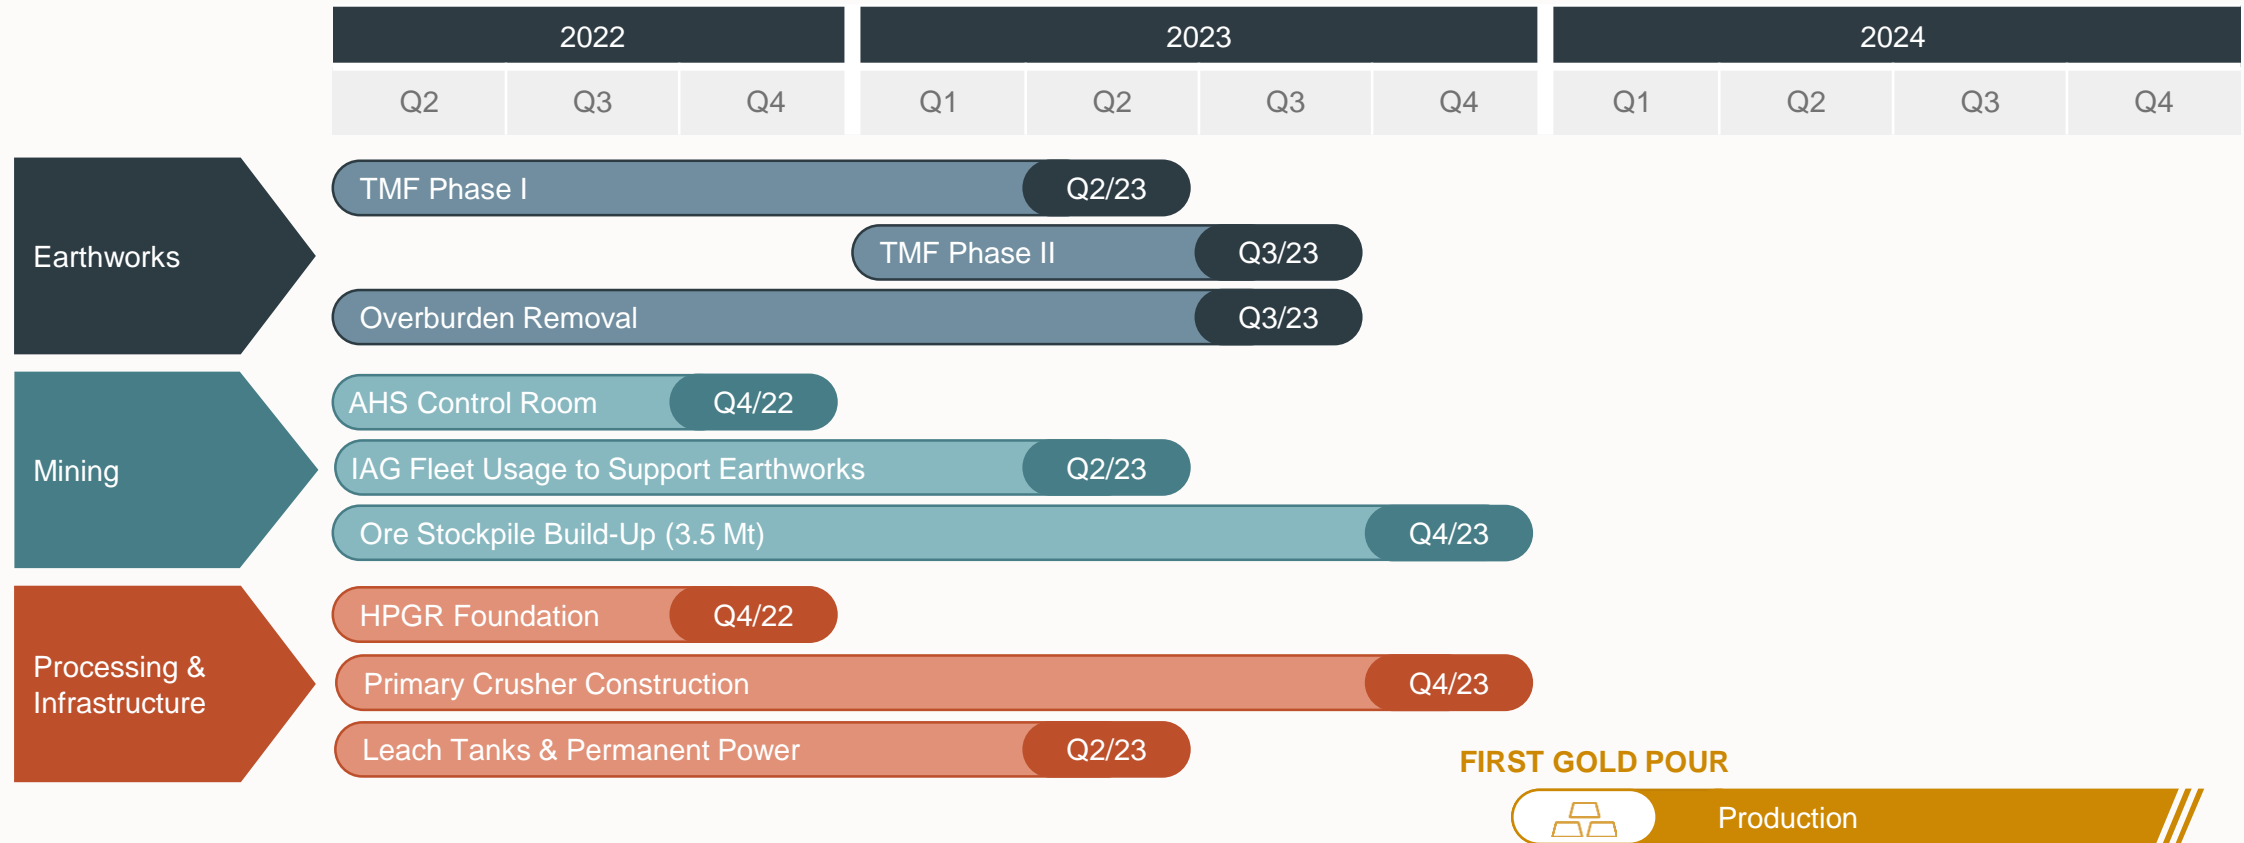 2022
2023
2024
Q2
Q3
Q4
Q1
Q2
Q3
Q4
Q1
Q2
Q3
Q4
Earthworks
TMF Phase I
Q2/23
TMF Phase II
Q3/23
Overburden Removal
Q3/23
Mining
AHS Control Room
Q4/22
IAG Fleet Usage to Support Earthworks
Q2/23
Ore Stockpile Build-Up (3.5 Mt)
Q4/23
Processing &
Infrastructure
HPGR Foundation
Q4/22
Primary Crusher Construction
Q4/23
Leach Tanks & Permanent Power
Q2/23
FIRST GOLD POUR
Production